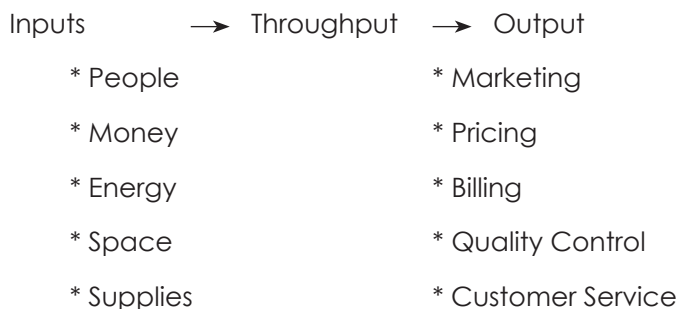 Inputs → Throughput → Output
* People * Marketing
* Money * Pricing
* Energy * Billing
* Space * Quality Control
* Supplies * Customer Service